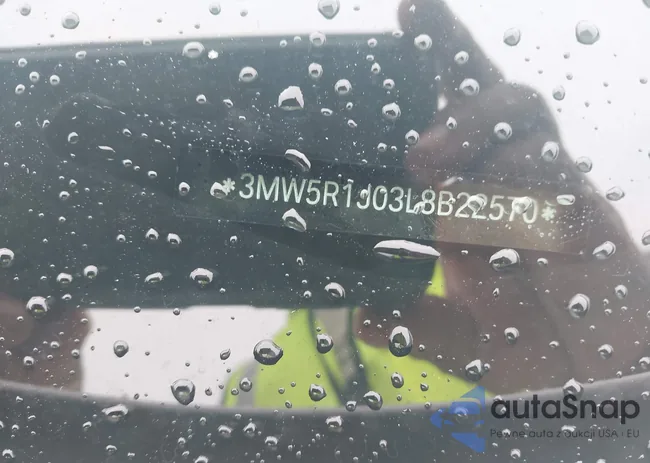 *3MW5R1J03L8B22570*
autaSnap
Pewne auta z aukcji USA i EU